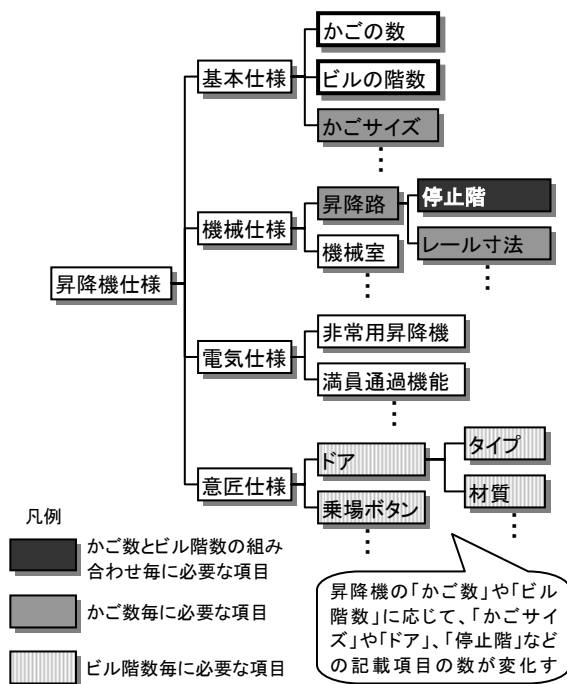 かごの数
基本仕様
ビルの階数
かごサイズ
昇降路
停止階
機械仕様
機械室
レール寸法
昇降機仕様
非常用昇降機
電気仕様
満員通過機能
ドア
タイプ
意匠仕様
材質
乗場ボタン
凡例
かご数とビル階数の組み
合わせ毎に必要な項目
かご数毎に必要な項目
ビル階数毎に必要な項目
昇降機の「かご数」や「ビル
階数」に応じて、「かごサイ
ズ」や「ドア」、「停止階」など
の記載項目の数が変化す